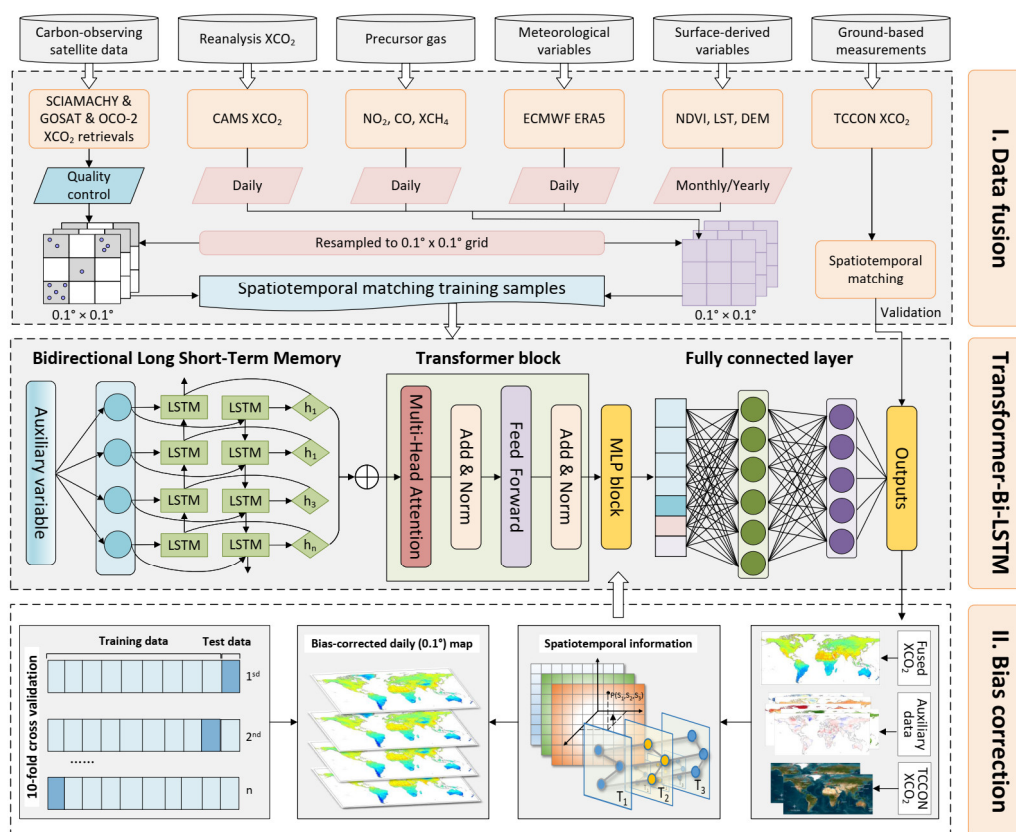 Carbon-observing
satellite data
Reanalysis XCO₂
Precursor gas
Meteorological
variables
Surface-derived
variables
Ground-based
measurements
SCIAMACHY &
GOSAT & OCO-2
XCO₂ retrievals
CAMS XCO₂
NO₂, CO, XCH₄
ECMWF ERA5
NDVI, LST, DEM
TCCON XCO₂
Quality
control
Daily
Daily
Daily
Monthly/Yearly
Resampled to 0.1° x 0.1° grid
Spatiotemporal
matching
Spatiotemporal matching training samples
0.1° × 0.1°
0.1° × 0.1°
Validation
I. Data fusion
Bidirectional Long Short-Term Memory
Transformer block
Fully connected layer
Auxiliary variable
LSTM
LSTM
h₁
LSTM
LSTM
h₁
LSTM
LSTM
h₃
LSTM
LSTM
hₙ
Multi-Head Attention
Add & Norm
Feed Forward
Add & Norm
MLP block
Outputs
Transformer-Bi-LSTM
10-fold cross validation
Training data
Test data
1ˢᵈ
2ⁿᵈ
......
n
Bias-corrected daily (0.1°) map
Spatiotemporal information
P(S₁,S₂,S₃)
T₁
T₂
T₃
Fused
XCO₂
Auxiliary
data
TCCON
XCO₂
II. Bias correction